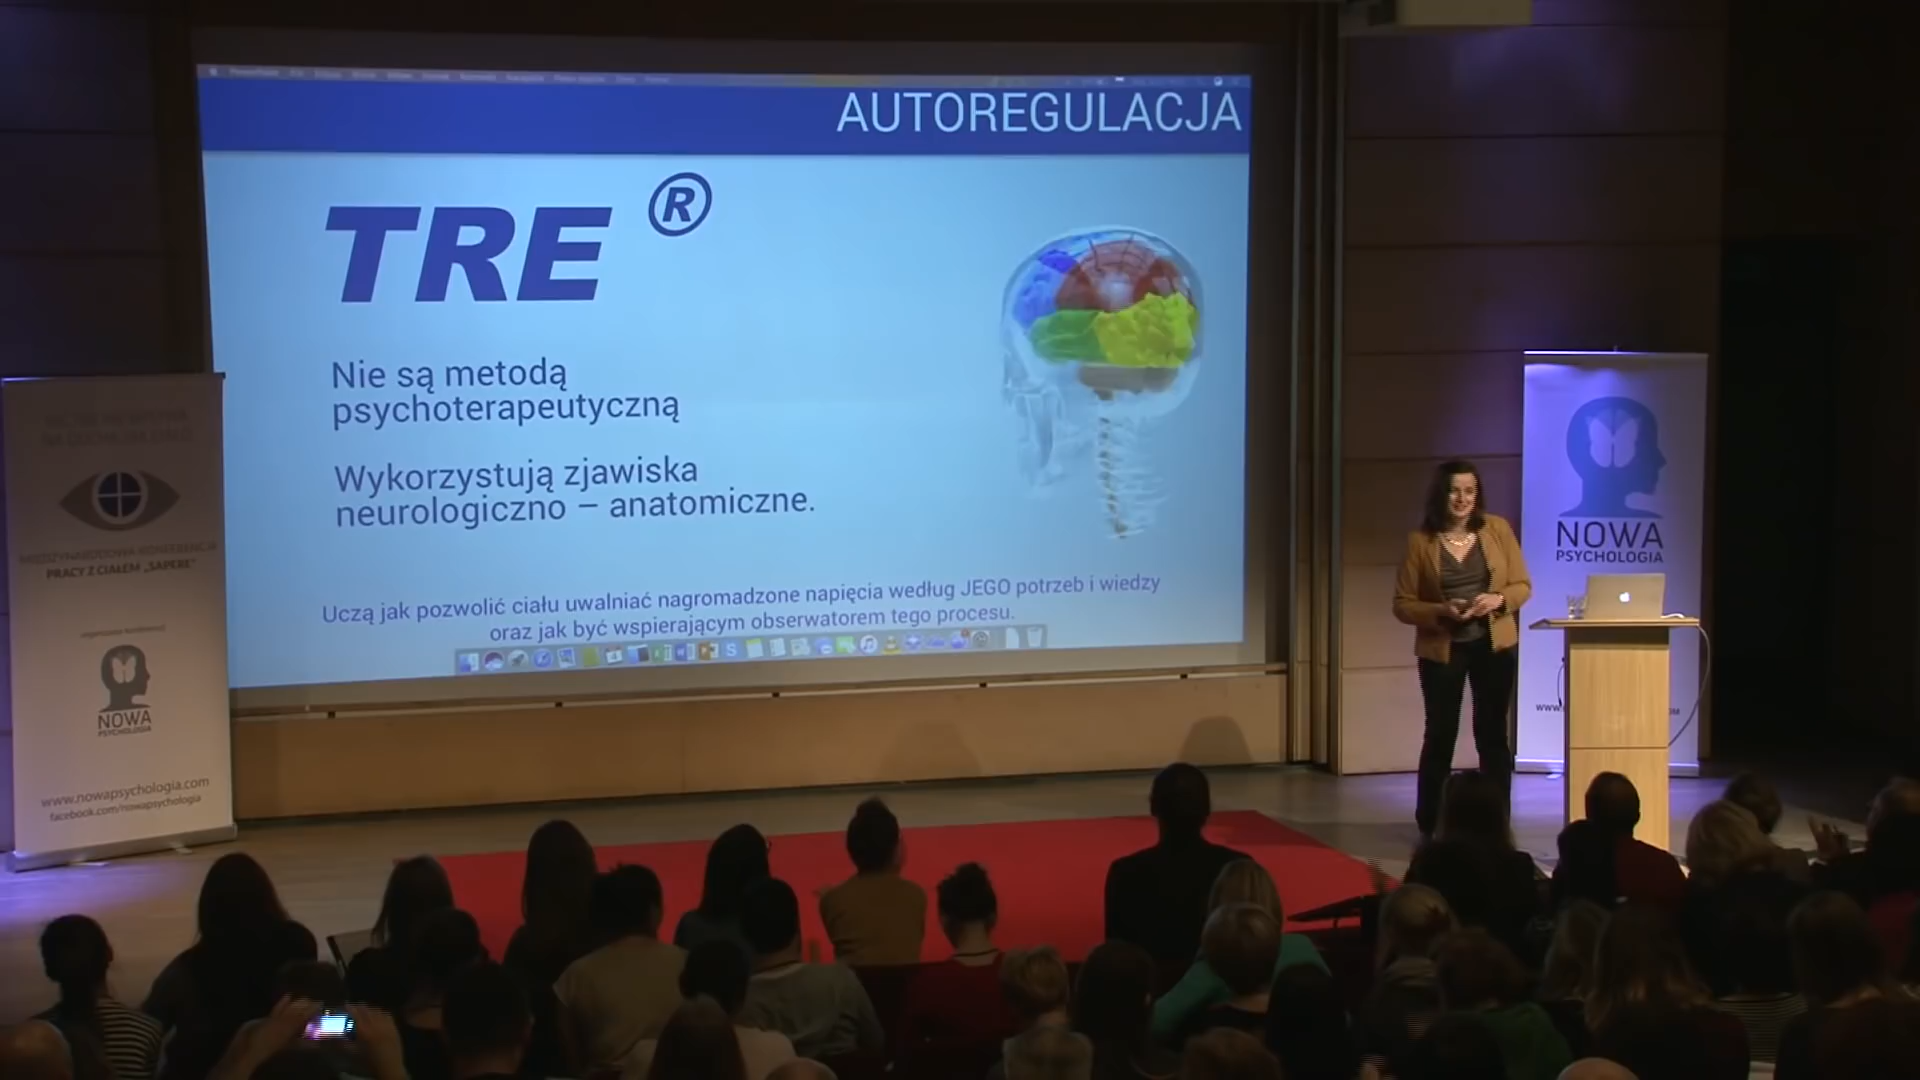 AUTOREGULACJA
TRE ®
Nie są metodą
psychoterapeutyczną
Wykorzystują zjawiska
neurologiczno – anatomiczne.
Uczą jak pozwolić ciału uwalniać nagromadzone napięcia według JEGO potrzeb i wiedzy
oraz jak być wspierającym obserwatorem tego procesu.
MIĘDZYNARODOWA KONFERENCJA
PRACY Z CIAŁEM „SAPERE”
NOWA
PSYCHOLOGIA
www.nowapsychologia.com
facebook.com/nowapsychologia
NOWA
PSYCHOLOGIA